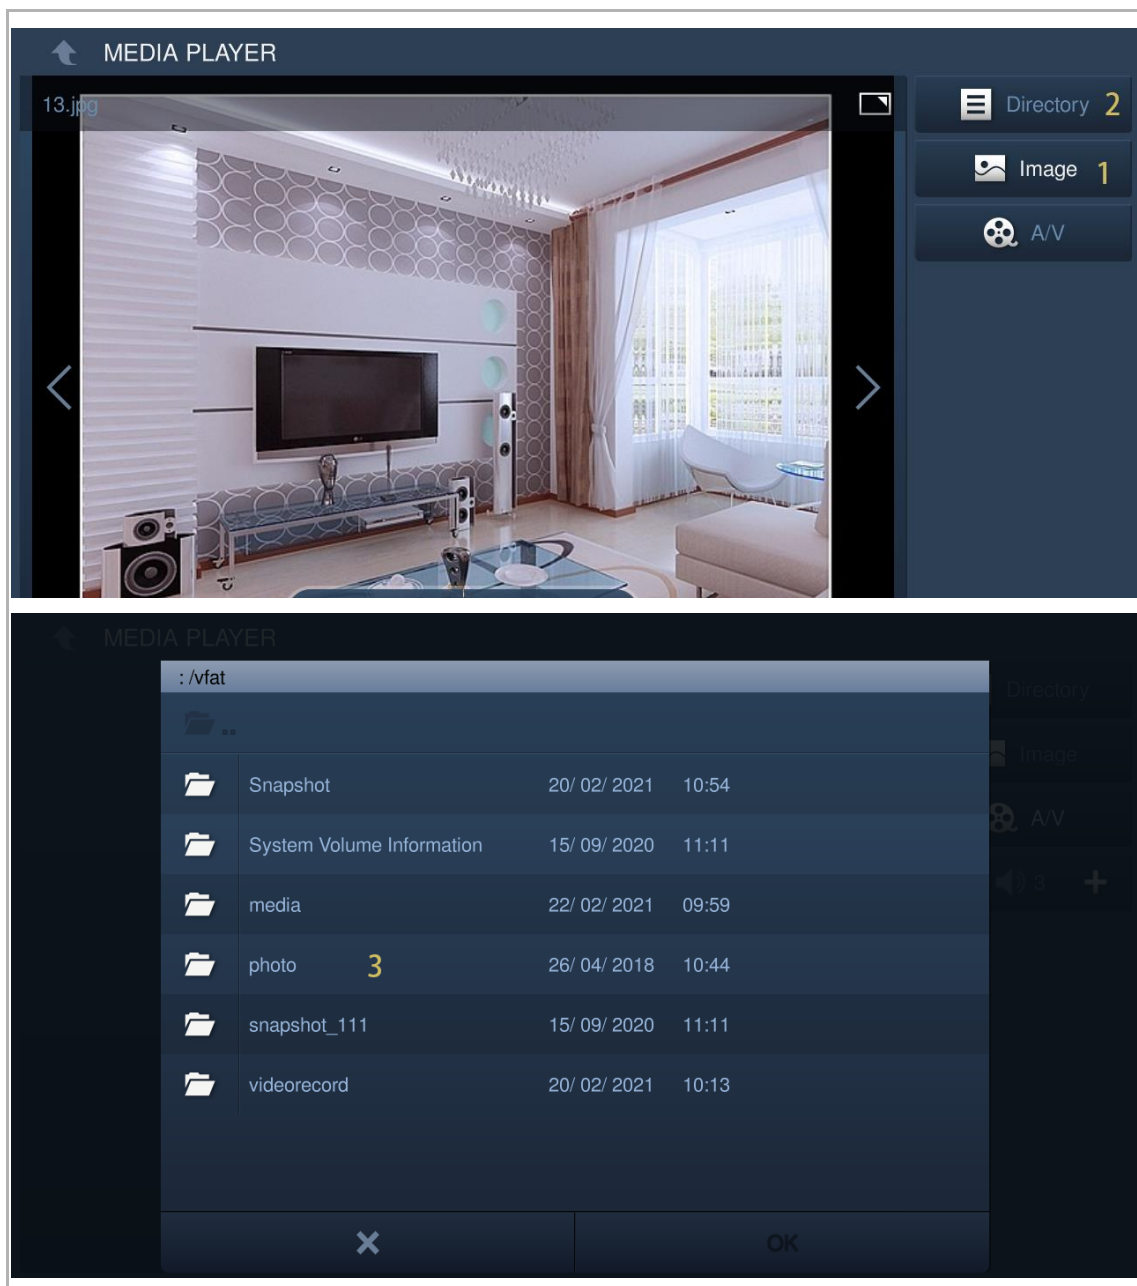 MEDIA PLAYER
13.jpg
Directory 2
Image 1
A/V
MEDIA PLAYER
: /vfat
Directory
..
Image
Snapshot 20/ 02/ 2021 10:54
A/V
System Volume Information 15/ 09/ 2020 11:11
3 +
media 22/ 02/ 2021 09:59
photo 3 26/ 04/ 2018 10:44
snapshot_111 15/ 09/ 2020 11:11
videorecord 20/ 02/ 2021 10:13
OK